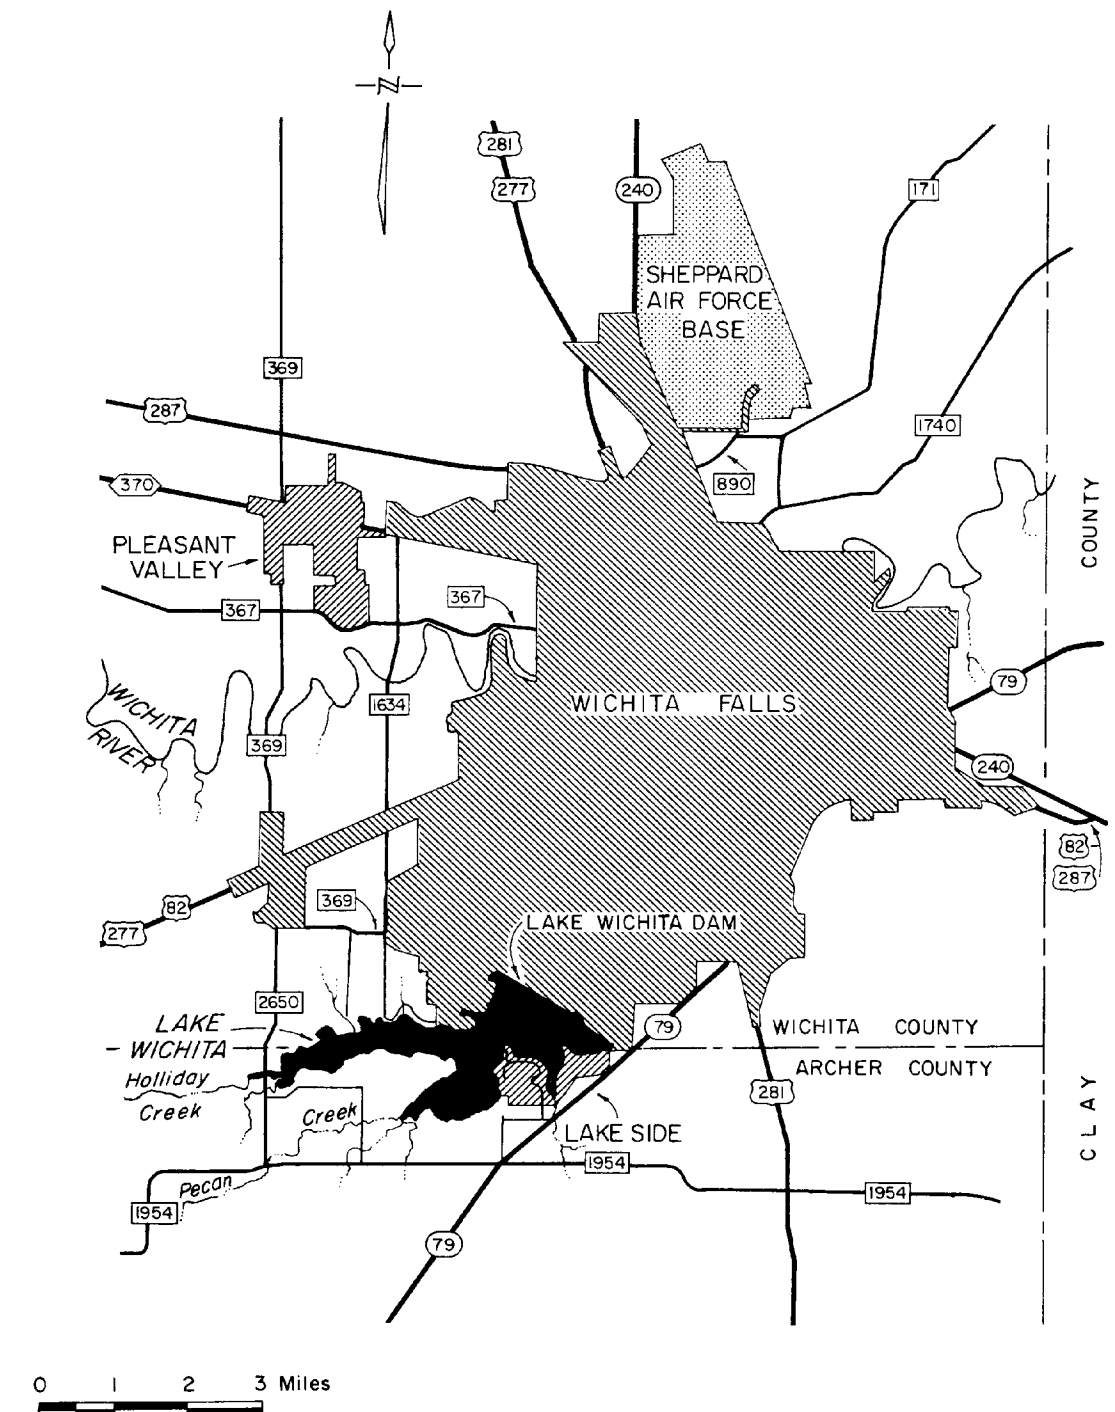 N
281
277
240
171
SHEPPARD
AIR FORCE
BASE
369
287
1740
370
890
COUNTY
PLEASANT
VALLEY
367
367
79
WICHITA
RIVER
1634
WICHITA FALLS
369
240
82
287
369
82
277
LAKE WICHITA DAM
2650
LAKE
WICHITA
79
WICHITA COUNTY
ARCHER COUNTY
Holliday
Creek
Creek
281
LAKE SIDE
CLAY
1954
1954
Pecan
1954
79
0 1 2 3 Miles